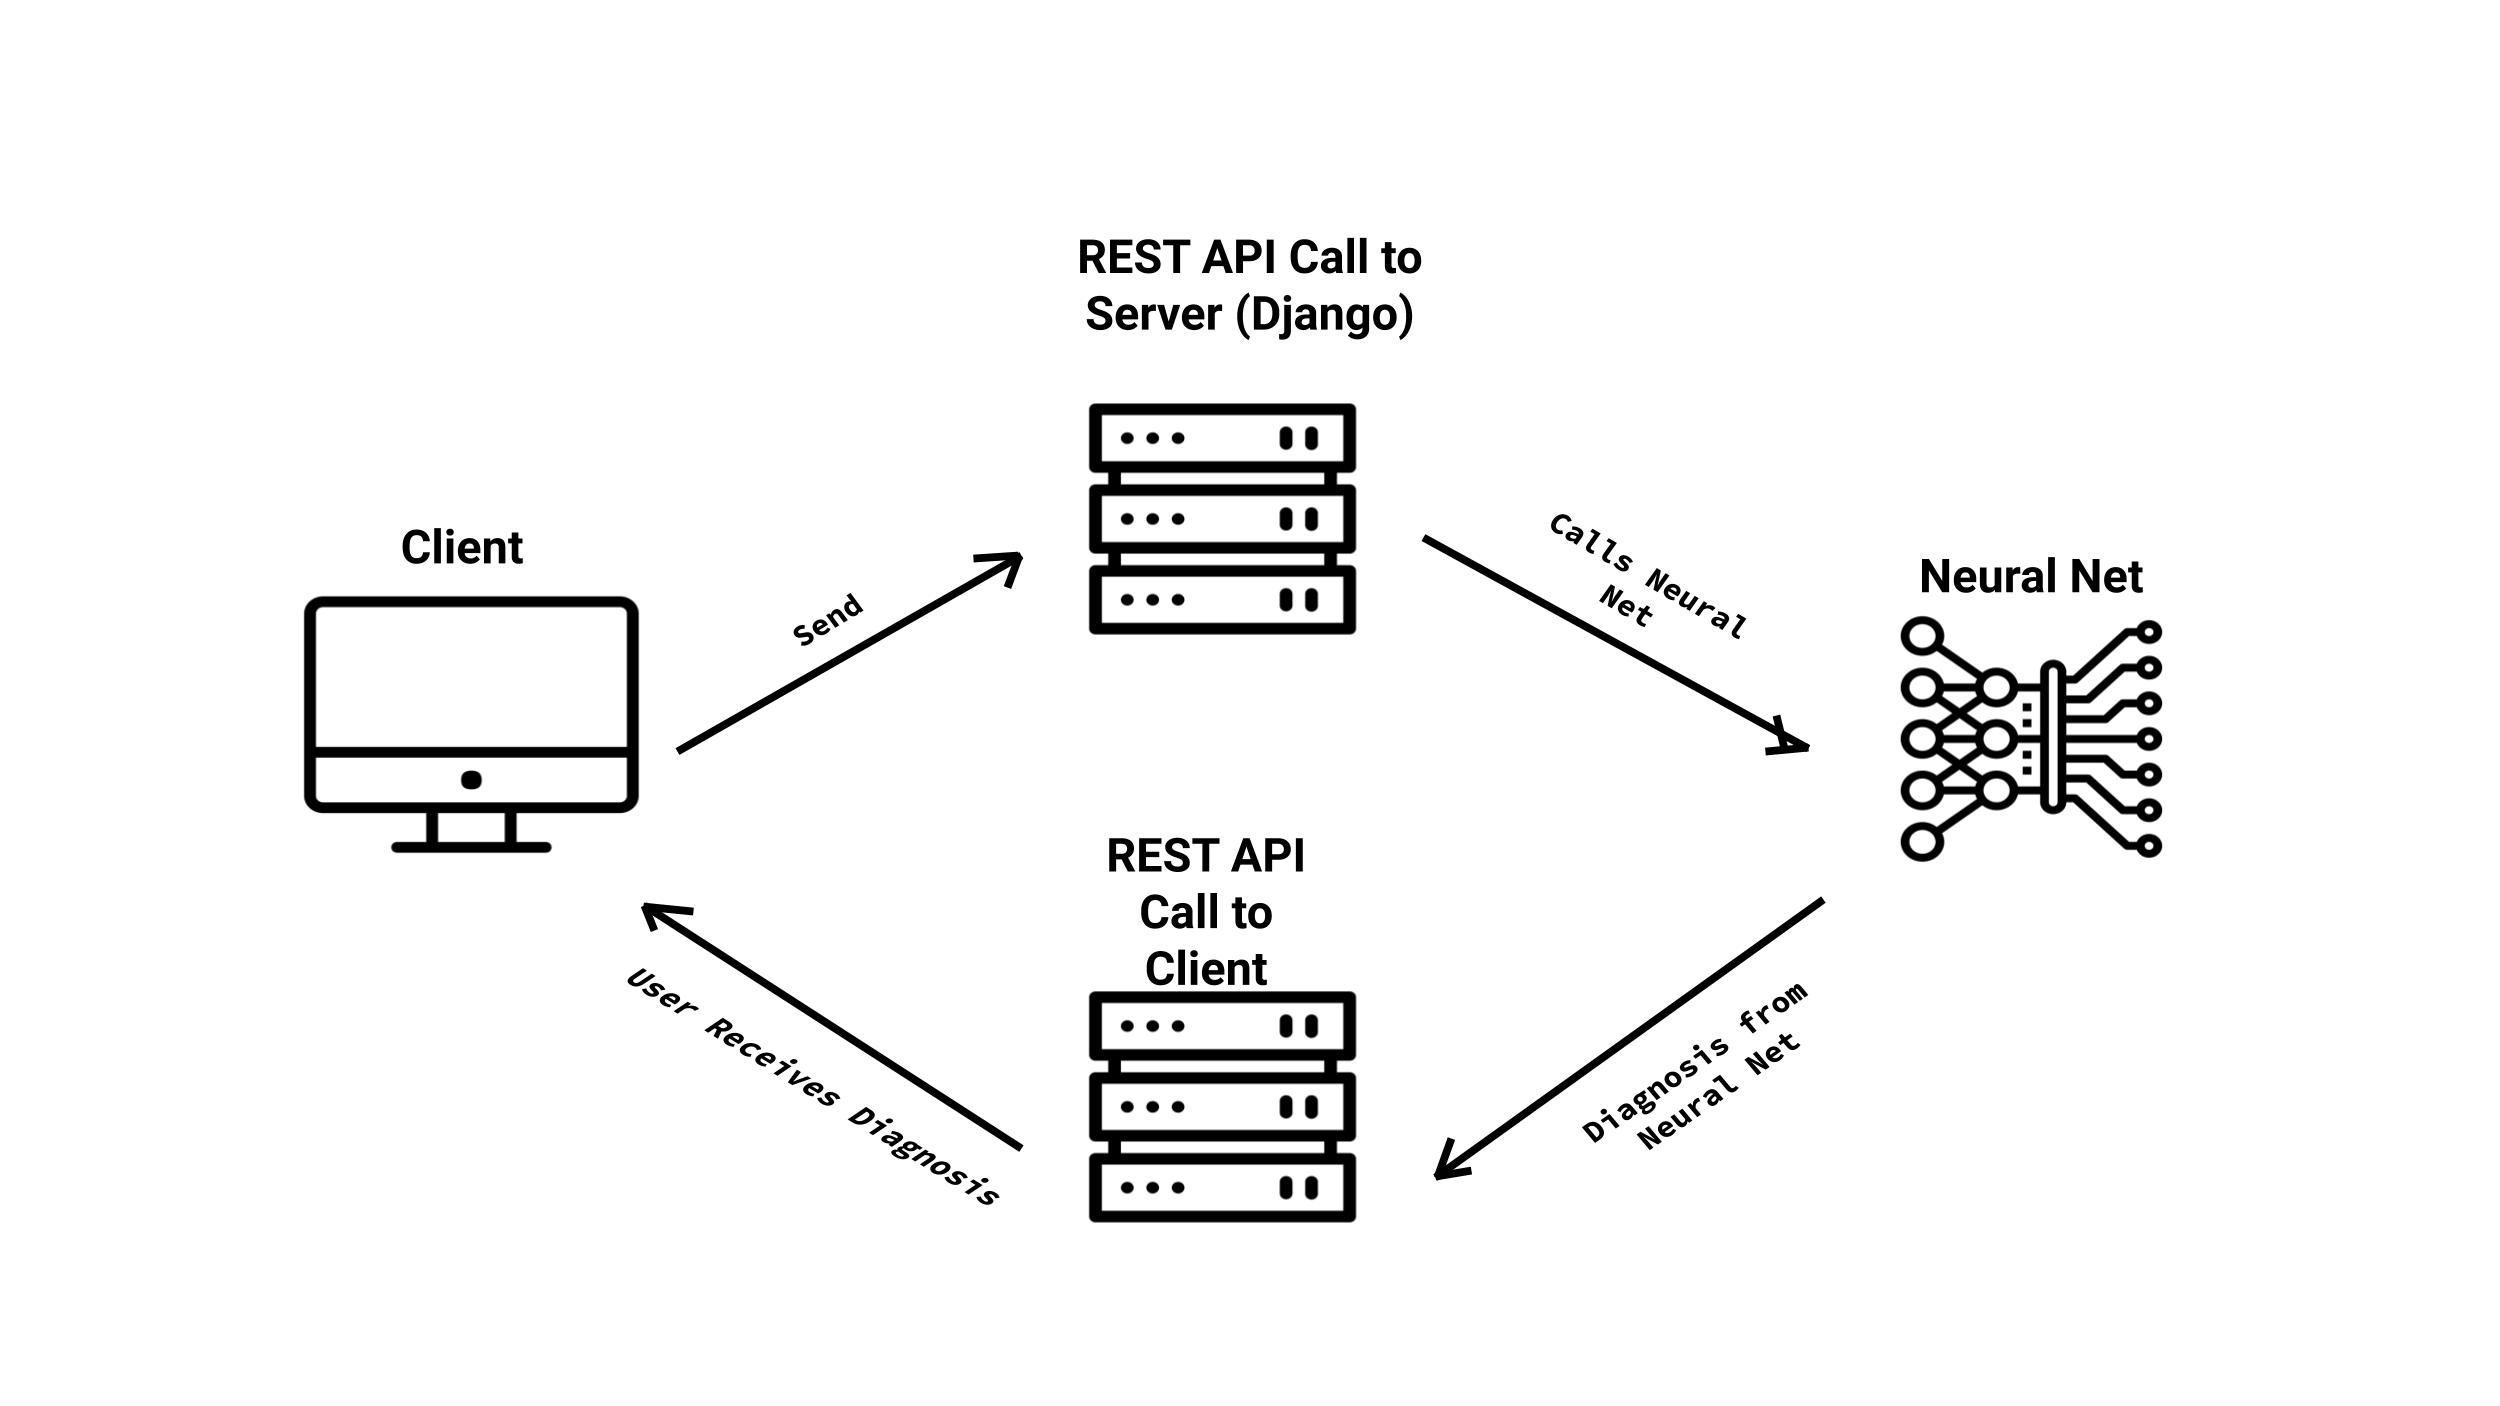 REST API Call to
Server (Django)
Client
Send
Calls Neural
Net
Neural Net
REST API
Call to
Client
User Receives Diagnosis
Diagnosis from
Neural Net